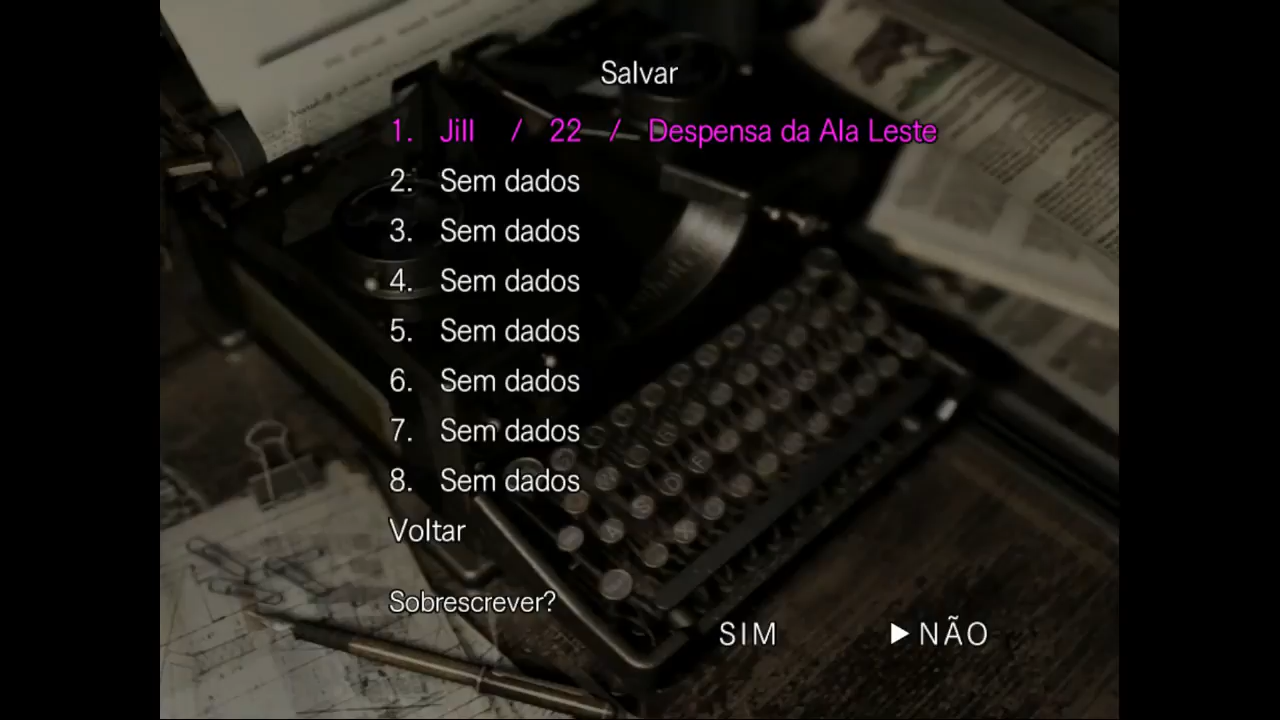 Salvar
1. Jill / 22 / Despensa da Ala Leste
2. Sem dados
3. Sem dados
4. Sem dados
5. Sem dados
6. Sem dados
7. Sem dados
8. Sem dados
Voltar
Sobrescrever?
SIM ▶NÃO